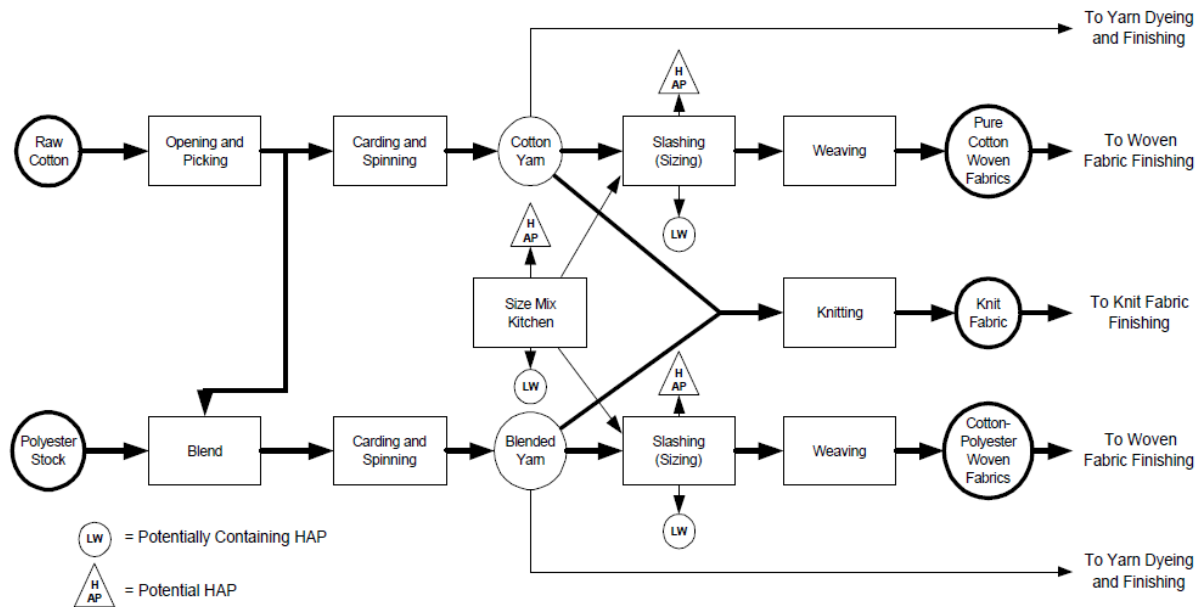 To Yarn Dyeing
and Finishing
H
AP
Raw
Cotton
Opening and
Picking
Carding and
Spinning
Cotton
Yarn
Slashing
(Sizing)
Weaving
Pure
Cotton
Woven
Fabrics
To Woven
Fabric Finishing
H
AP
LW
Size Mix
Kitchen
Knitting
Knit
Fabric
To Knit Fabric
Finishing
LW
H
AP
Polyester
Stock
Blend
Carding and
Spinning
Blended
Yarn
Slashing
(Sizing)
Weaving
Cotton-
Polyester
Woven
Fabrics
To Woven
Fabric Finishing
LW
LW = Potentially Containing HAP
H
AP = Potential HAP
To Yarn Dyeing
and Finishing